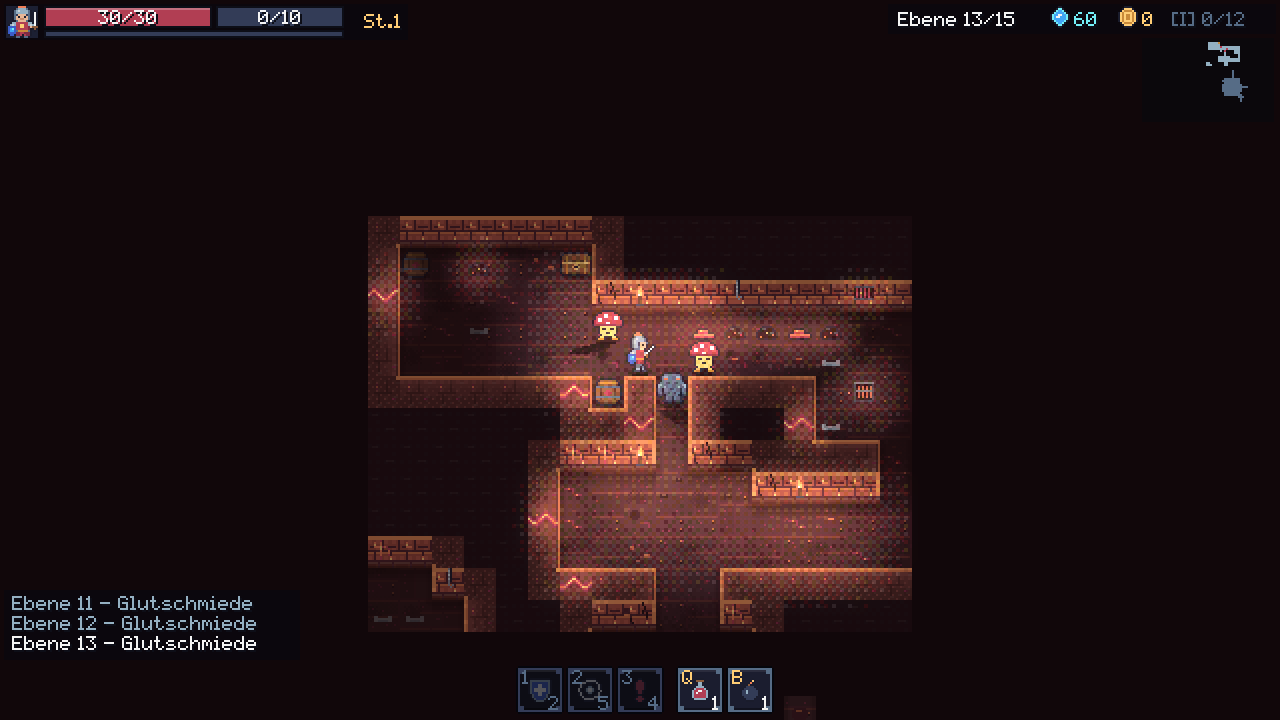 30/30
0/10
St.1
Ebene 13/15
60
0
[I] 0/12
Ebene 11 – Glutschmiede
Ebene 12 – Glutschmiede
Ebene 13 – Glutschmiede
1
2
2
5
3
4
Q
1
B
1